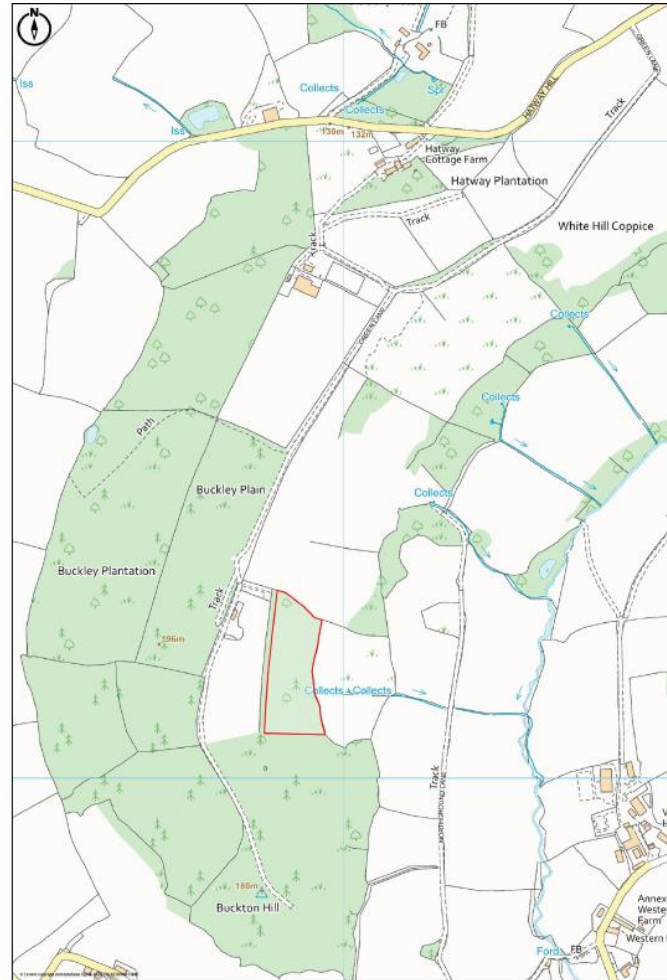 N
FB
GREEN LANE
Iss
Collects
Spr
HATWAY HILL
Collects
Iss
130m
132m
Track
Hatway
Cottage Farm
Hatway Plantation
Track
Track
White Hill Coppice
GREEN LANE
Collects
Collects
Path
Buckley Plain
Collects
Buckley Plantation
Track
196m
Collects
Collects
Track
NORTHGROUND LANE
180m
Buckton Hill
Ford
FB
Annex
Weste
Farm
Western